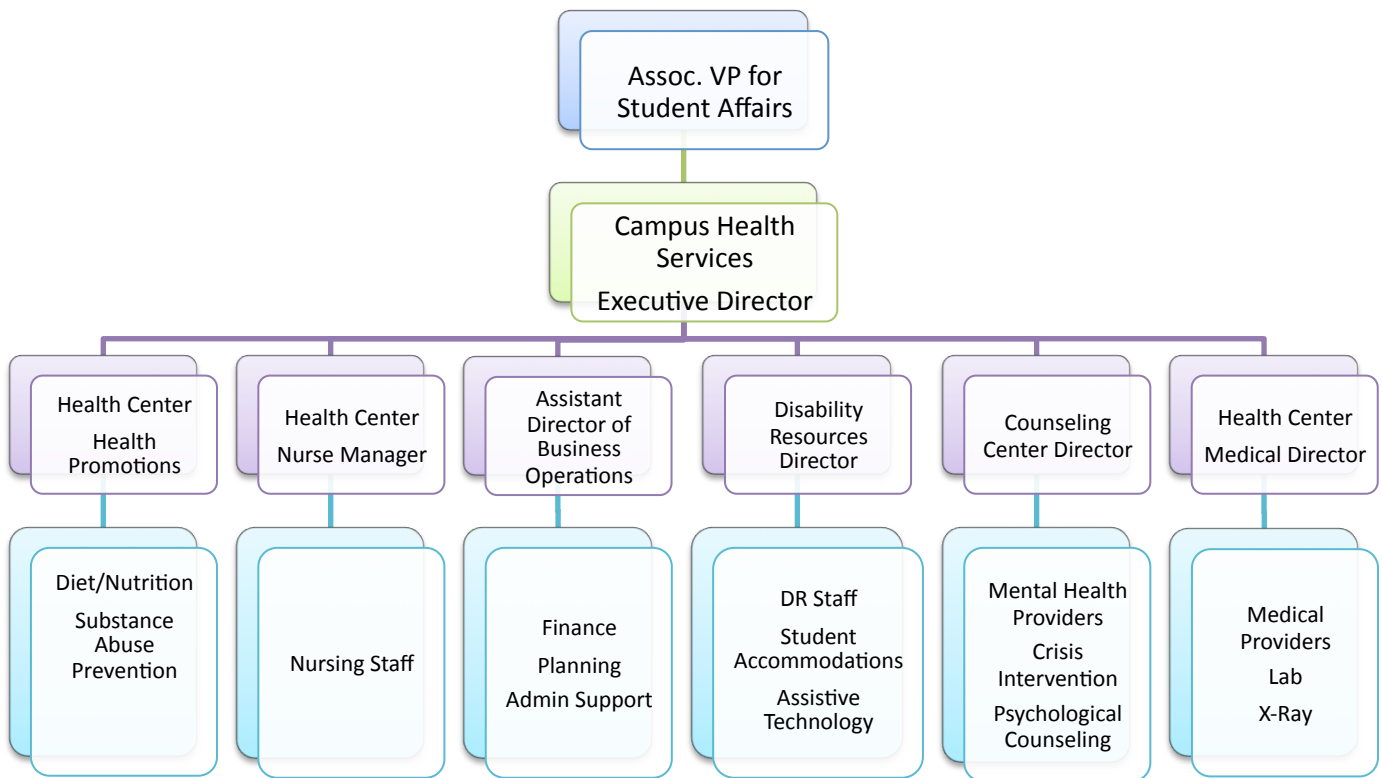 Assoc. VP for
Student Affairs
Campus Health
Services
Executive Director
Health Center
Health
Promotions
Health Center
Nurse Manager
Assistant
Director of
Business
Operations
Disability
Resources
Director
Counseling
Center Director
Health Center
Medical Director
Diet/Nutrition
Substance
Abuse
Prevention
Nursing Staff
Finance
Planning
Admin Support
DR Staff
Student
Accommodations
Assistive
Technology
Mental Health
Providers
Crisis
Intervention
Psychological
Counseling
Medical
Providers
Lab
X-Ray